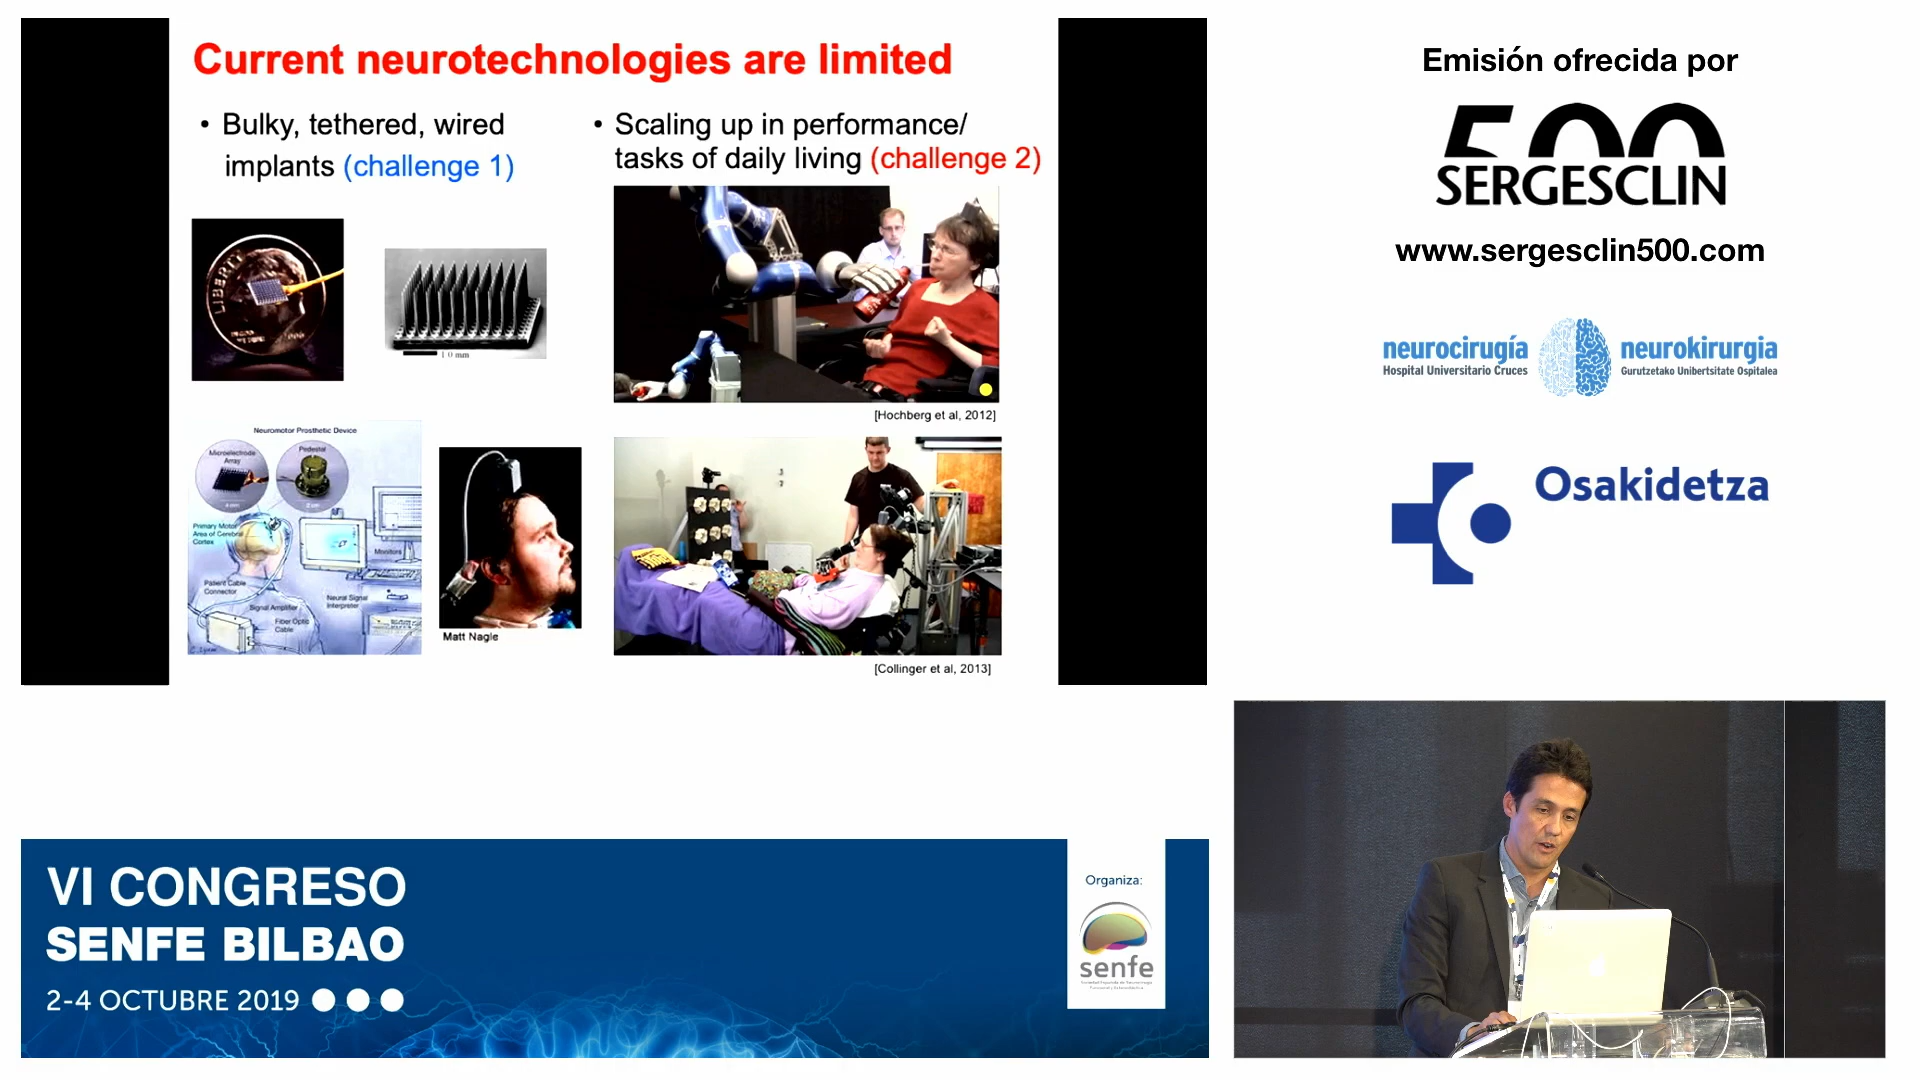 Current neurotechnologies are limited
• Bulky, tethered, wired
implants (challenge 1)
• Scaling up in performance/
tasks of daily living (challenge 2)
LIBERTY
1.0 mm
[Hochberg et al, 2012]
Neuromotor Prosthetic Device
Microelectrode
Array
Pedestal
Primary Motor
Area of Cerebral
Cortex
Monitors
Patient Cable
Connector
Signal Amplifier
Neural Signal
Interpreter
Fiber Optic
Cable
Matt Nagle
[Collinger et al, 2013]
Emisión ofrecida por
500
SERGESCLIN
www.sergesclin500.com
neurocirugía
Hospital Universitario Cruces
neurokirurgia
Gurutzetako Unibertsitate Ospitalea
Osakidetza
VI CONGRESO
SENFE BILBAO
2-4 OCTUBRE 2019
Organiza:
senfe